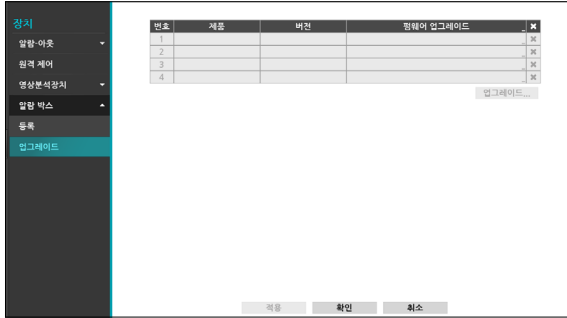 장치
알람-아웃
원격 제어
영상분석장치
알람 박스
등록
업그레이드
번호 제품 버전 펌웨어 업그레이드 ...
1 ...
2 ...
3 ...
4 ...
업그레이드...
적용 확인 취소